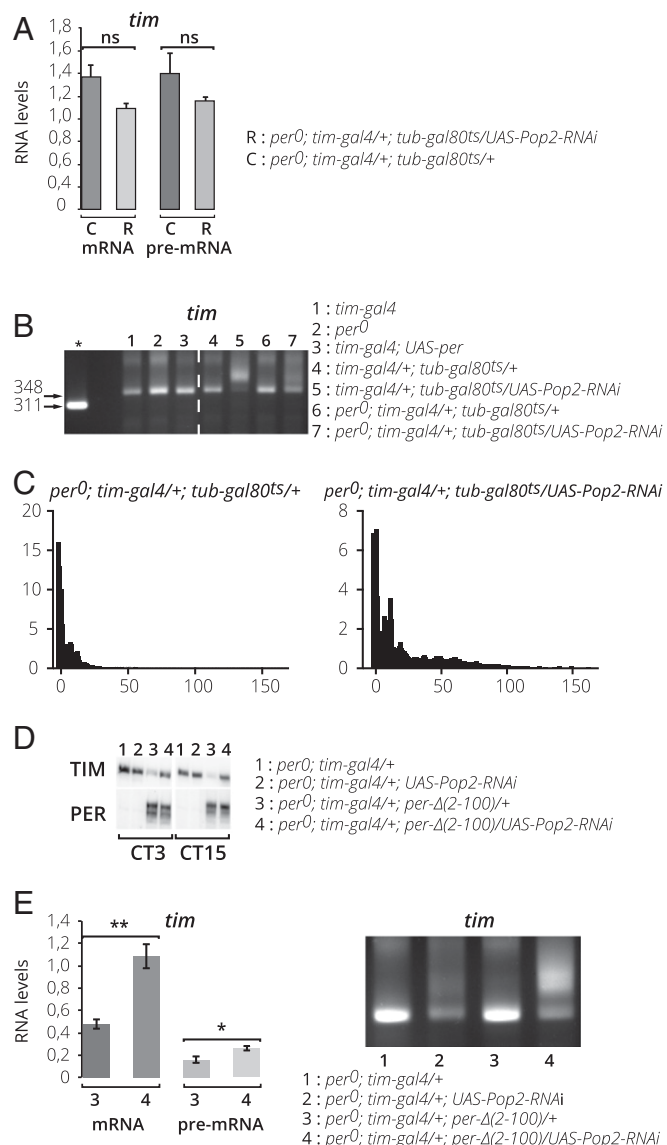 A
tim
RNA levels
1,8
1,6
1,4
1,2
1,0
0,8
0,6
0,4
0,2
0
ns
ns
C R C R
mRNA pre-mRNA
R : per0; tim-gal4/+; tub-gal80ts/UAS-Pop2-RNAi
C : per0; tim-gal4/+; tub-gal80ts/+
B
tim
* 1 2 3 4 5 6 7
348
311
1 : tim-gal4
2 : per0
3 : tim-gal4; UAS-per
4 : tim-gal4/+; tub-gal80ts/+
5 : tim-gal4/+; tub-gal80ts/UAS-Pop2-RNAi
6 : per0; tim-gal4/+; tub-gal80ts/+
7 : per0; tim-gal4/+; tub-gal80ts/UAS-Pop2-RNAi
C
per0; tim-gal4/+; tub-gal80ts/+
20
15
10
5
0
0 50 100 150
per0; tim-gal4/+; tub-gal80ts/UAS-Pop2-RNAi
8
6
4
2
0
0 50 100 150
D
1 2 3 4 1 2 3 4
TIM
PER
CT3 CT15
1 : per0; tim-gal4/+
2 : per0; tim-gal4/+; UAS-Pop2-RNAi
3 : per0; tim-gal4/+; per-Δ(2-100)/+
4 : per0; tim-gal4/+; per-Δ(2-100)/UAS-Pop2-RNAi
E
tim
RNA levels
1,4
1,2
1,0
0,8
0,6
0,4
0,2
0
**
*
3 4 3 4
mRNA pre-mRNA
tim
1 2 3 4
1 : per0; tim-gal4/+
2 : per0; tim-gal4/+; UAS-Pop2-RNAi
3 : per0; tim-gal4/+; per-Δ(2-100)/+
4 : per0; tim-gal4/+; per-Δ(2-100)/UAS-Pop2-RNAi